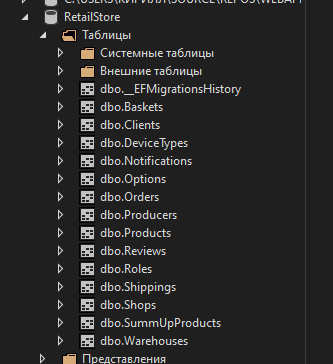 C:\USERS\КИРИЛЛ\SOURCE\REPOS\WEBAPP
RetailStore
Таблицы
Системные таблицы
Внешние таблицы
dbo.__EFMigrationsHistory
dbo.Baskets
dbo.Clients
dbo.DeviceTypes
dbo.Notifications
dbo.Options
dbo.Orders
dbo.Producers
dbo.Products
dbo.Reviews
dbo.Roles
dbo.Shippings
dbo.Shops
dbo.SummUpProducts
dbo.Warehouses
Представления